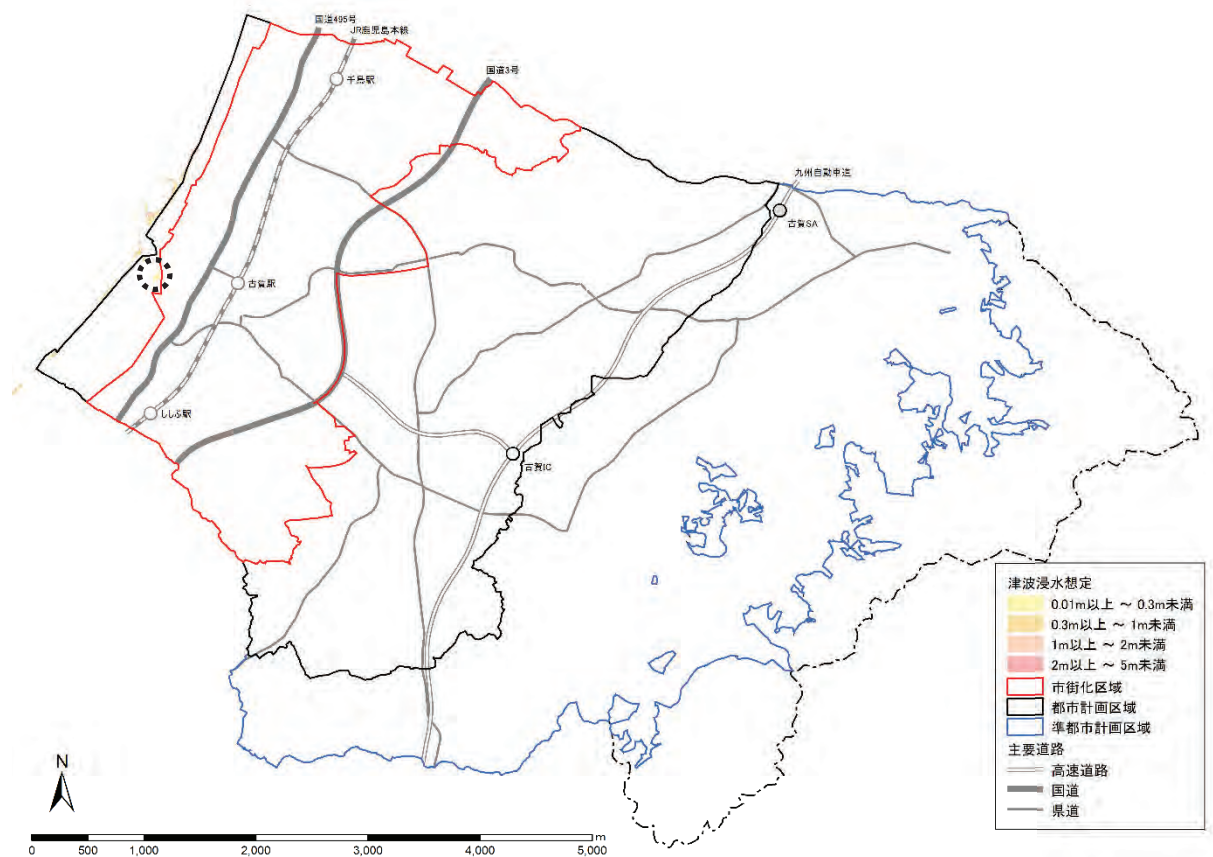 国道495号
JR鹿児島本線
千鳥駅
国道3号
九州自動車道
古賀SA
古賀駅
ししぶ駅
古賀IC
津波浸水想定
0.01m以上 ～ 0.3m未満
0.3m以上 ～ 1m未満
1m以上 ～ 2m未満
2m以上 ～ 5m未満
市街化区域
都市計画区域
準都市計画区域
主要道路
高速道路
国道
県道
N
0 500 1,000 2,000 3,000 4,000 5,000 m